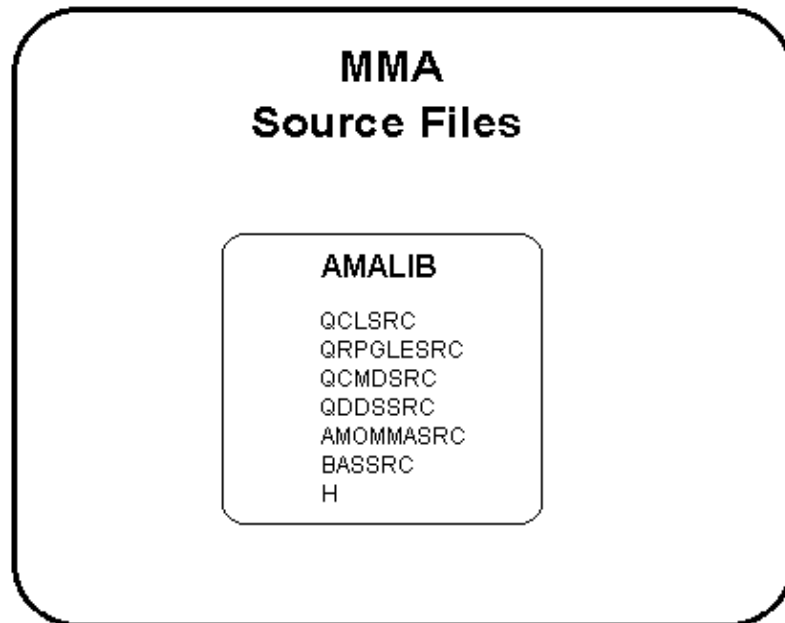 MMA
Source Files
AMALIB
QCLSRC
QRPGLESRC
QCMDSRC
QDDSSRC
AMOMMASRC
BASSRC
H